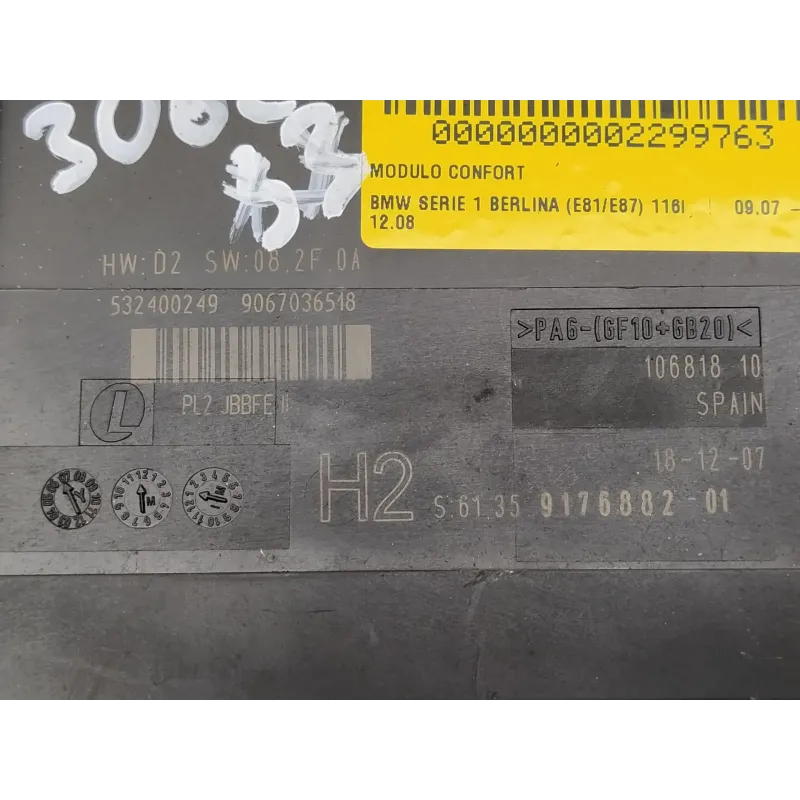 0000000002299763
MODULO CONFORT
BMW SERIE 1 BERLINA (E81/E87) 116I | 09.07 -
12.08
HW:D2 SW:08.2F.0A
532400249 9067036518
>PA6-(GF10+GB20)<
106818 10
SPAIN
L PL2 JBBFE II
18-12-07
H2 S:61.35 9176882-01